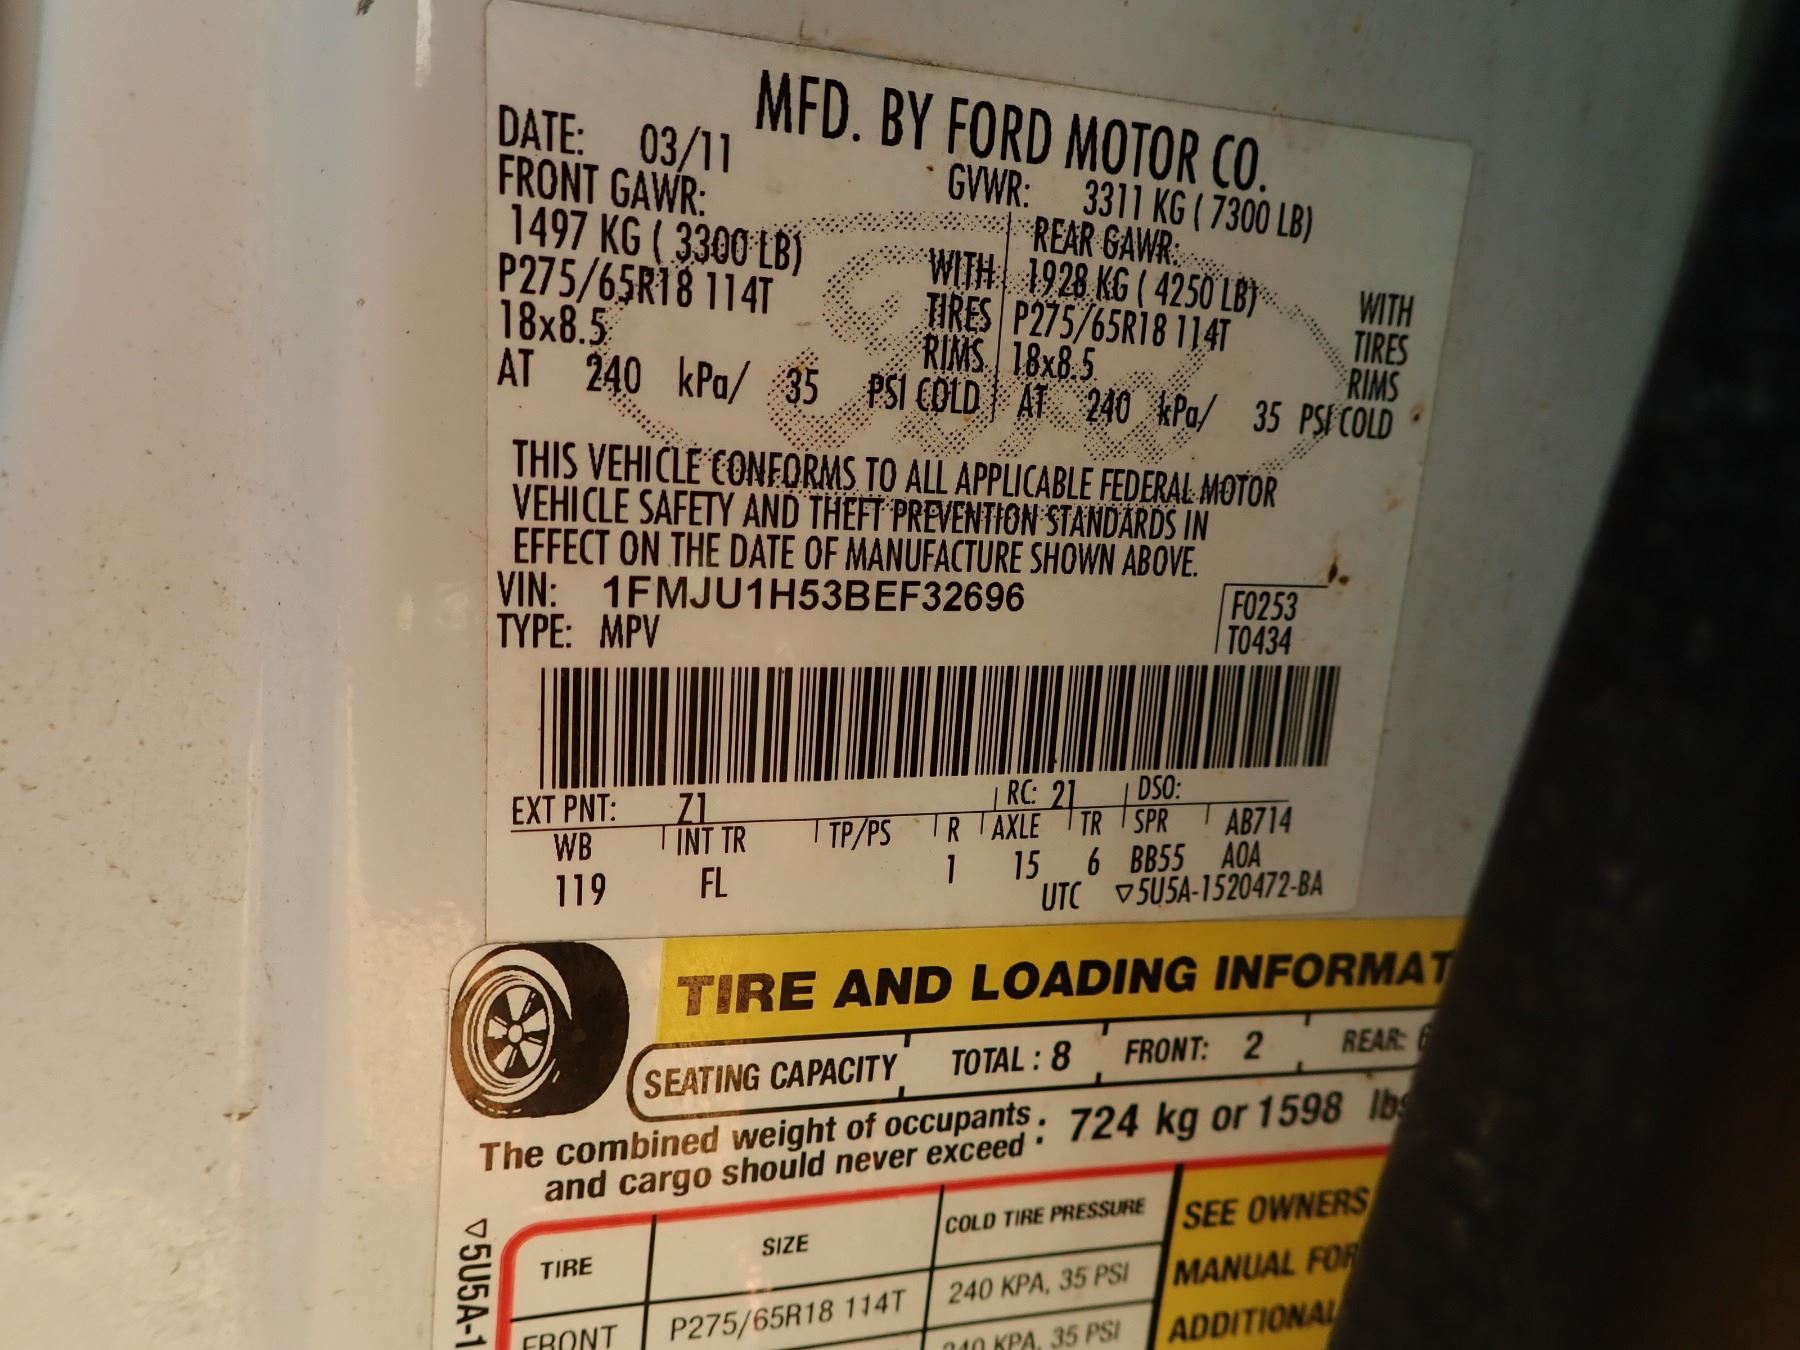 MFD. BY FORD MOTOR CO.
DATE: 03/11
GVWR: 3311 KG ( 7300 LB)
FRONT GAWR:
REAR GAWR:
1497 KG ( 3300 LB) WITH
1928 KG ( 4250 LB) WITH
P275/65R18 114T TIRES
P275/65R18 114T TIRES
18x8.5 RIMS
18x8.5 RIMS
AT 240 kPa/ 35 PSI COLD
AT 240 kPa/ 35 PSI COLD
THIS VEHICLE CONFORMS TO ALL APPLICABLE FEDERAL MOTOR
VEHICLE SAFETY AND THEFT PREVENTION STANDARDS IN
EFFECT ON THE DATE OF MANUFACTURE SHOWN ABOVE.
VIN: 1FMJU1H53BEF32696
F0253
TYPE: MPV
T0434
EXT PNT: Z1 RC: 21 DSO:
WB INT TR TP/PS R AXLE TR SPR AB714
119 FL 1 15 6 BB55 A0A
UTC ▽5U5A-1520472-BA
TIRE AND LOADING INFORMAT
SEATING CAPACITY TOTAL : 8 FRONT: 2 REAR: 6
The combined weight of occupants
and cargo should never exceed : 724 kg or 1598 lbs
TIRE SIZE COLD TIRE PRESSURE
FRONT P275/65R18 114T 240 KPA, 35 PSI
240 KPA, 35 PSI
SEE OWNERS
MANUAL FOR
ADDITIONAL
▽5U5A-1